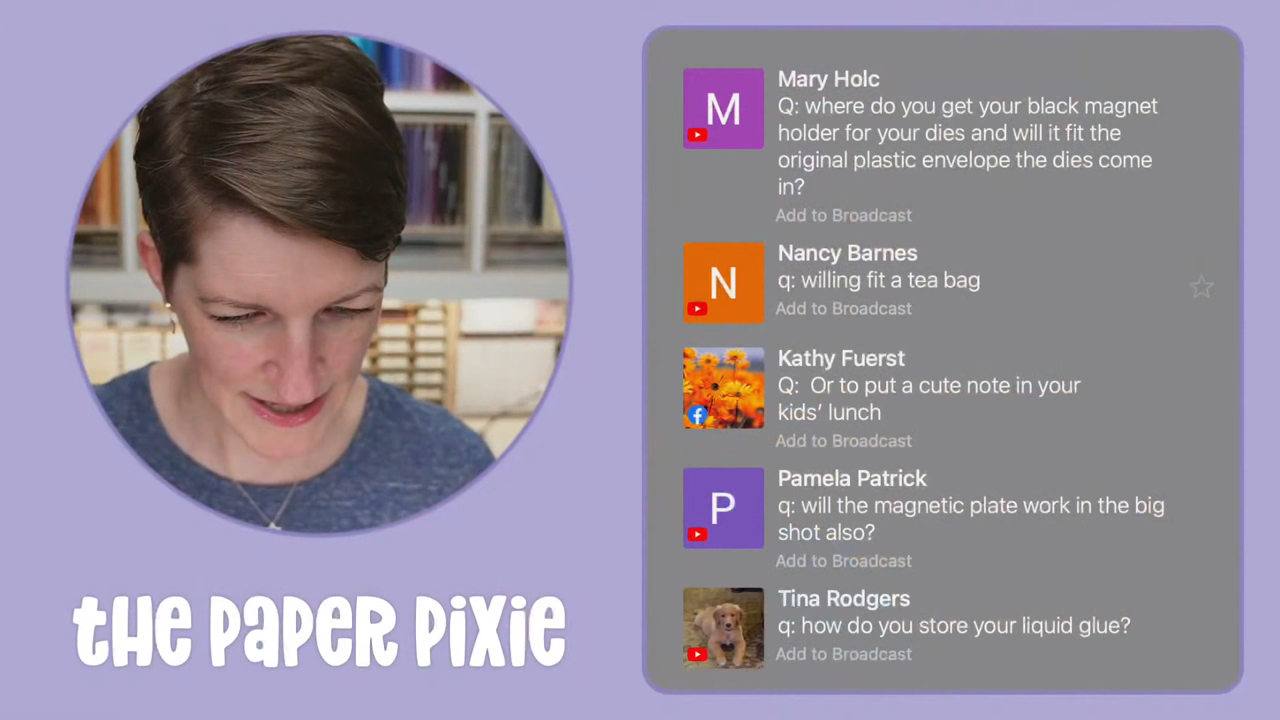 the paper pixie
M
Mary Holc
Q: where do you get your black magnet
holder for your dies and will it fit the
original plastic envelope the dies come
in?
Add to Broadcast
N
Nancy Barnes
q: willing fit a tea bag
Add to Broadcast
Kathy Fuerst
Q:  Or to put a cute note in your
kids’ lunch
Add to Broadcast
P
Pamela Patrick
q: will the magnetic plate work in the big
shot also?
Add to Broadcast
Tina Rodgers
q: how do you store your liquid glue?
Add to Broadcast